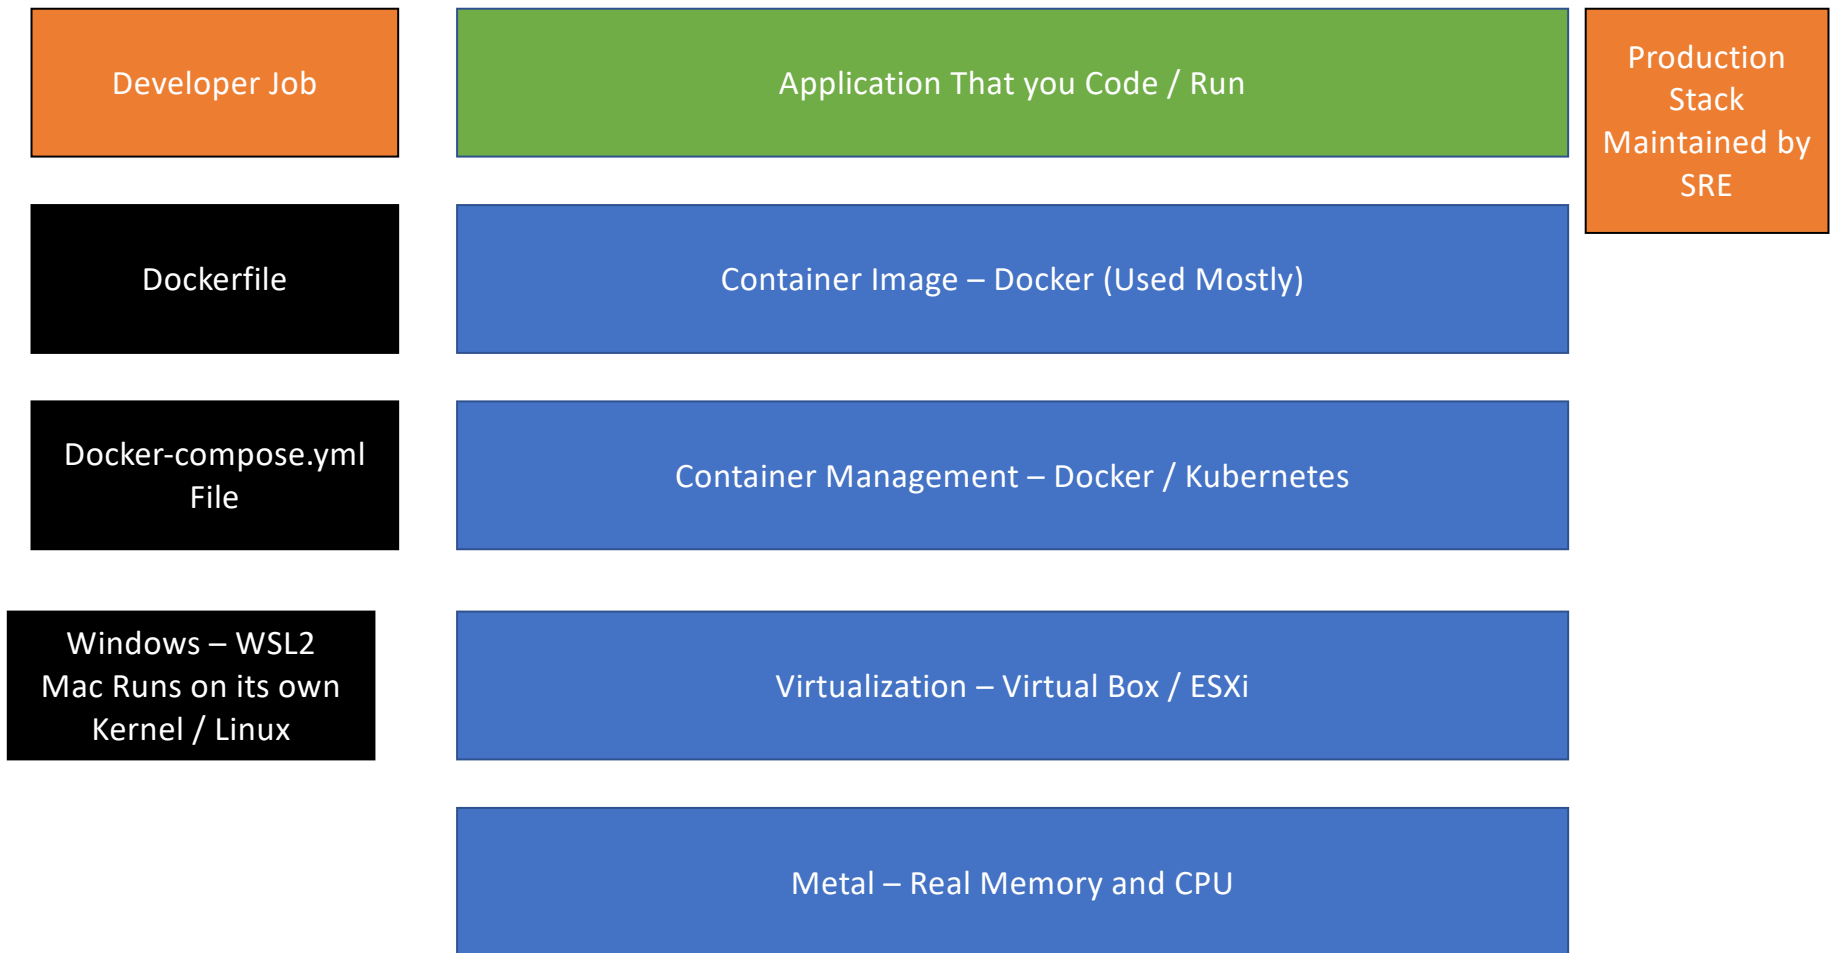 Developer Job
Application That you Code / Run
Production
Stack
Maintained by
SRE
Dockerfile
Container Image – Docker (Used Mostly)
Docker-compose.yml
File
Container Management – Docker / Kubernetes
Windows – WSL2
Mac Runs on its own
Kernel / Linux
Virtualization – Virtual Box / ESXi
Metal – Real Memory and CPU